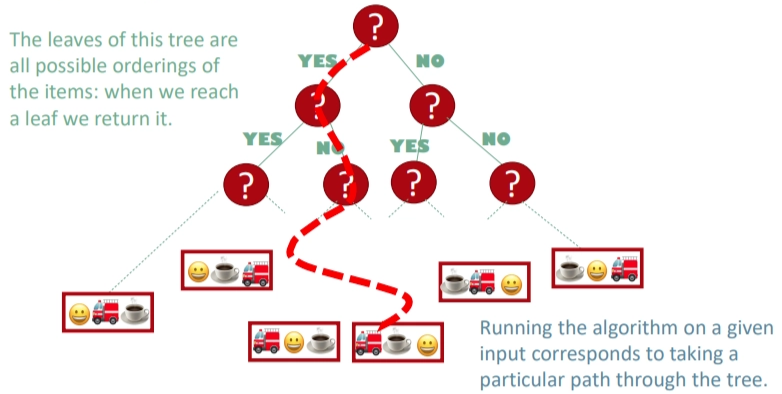 ?
The leaves of this tree are
all possible orderings of
the items: when we reach
a leaf we return it.
YES
NO
?
?
YES
NO
YES
NO
?
?
?
?
Running the algorithm on a given
input corresponds to taking a
particular path through the tree.